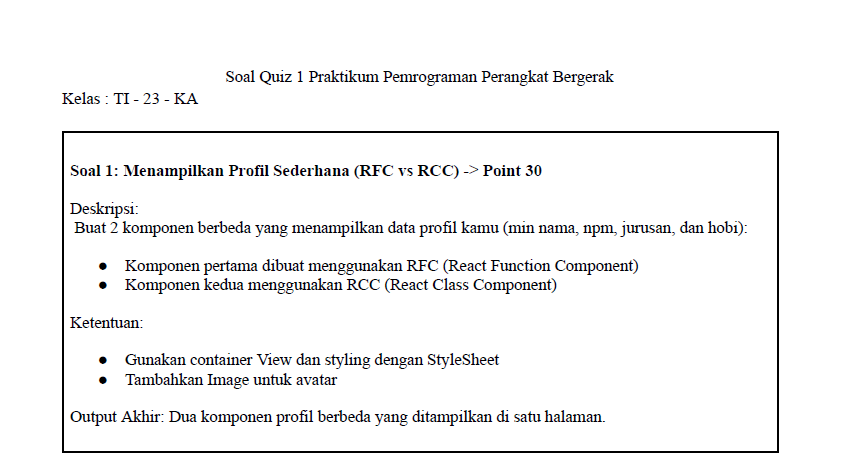 Soal Quiz 1 Praktikum Pemrograman Perangkat Bergerak
Kelas : TI - 23 - KA
Soal 1: Menampilkan Profil Sederhana (RFC vs RCC) -> Point 30
Deskripsi:
Buat 2 komponen berbeda yang menampilkan data profil kamu (min nama, npm, jurusan, dan hobi):
● Komponen pertama dibuat menggunakan RFC (React Function Component)
● Komponen kedua menggunakan RCC (React Class Component)
Ketentuan:
● Gunakan container View dan styling dengan StyleSheet
● Tambahkan Image untuk avatar
Output Akhir: Dua komponen profil berbeda yang ditampilkan di satu halaman.